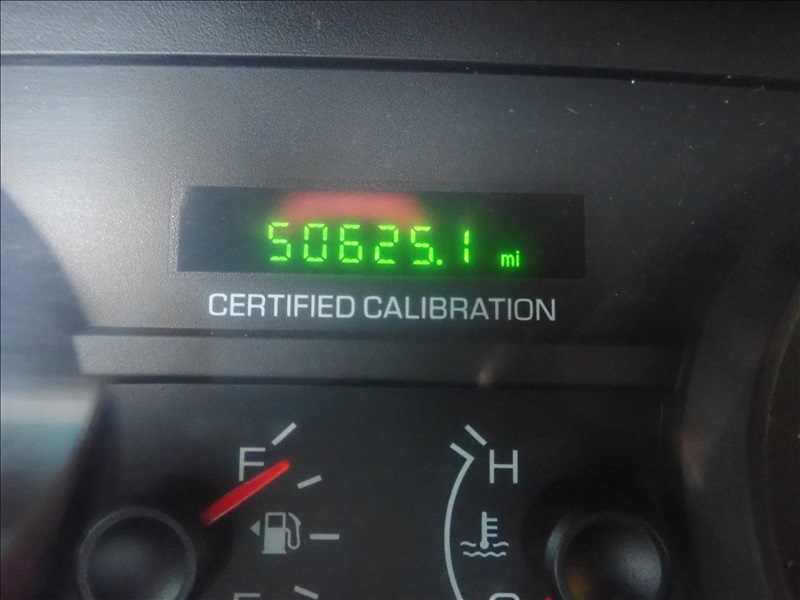 50625.1 mi
CERTIFIED CALIBRATION
F H